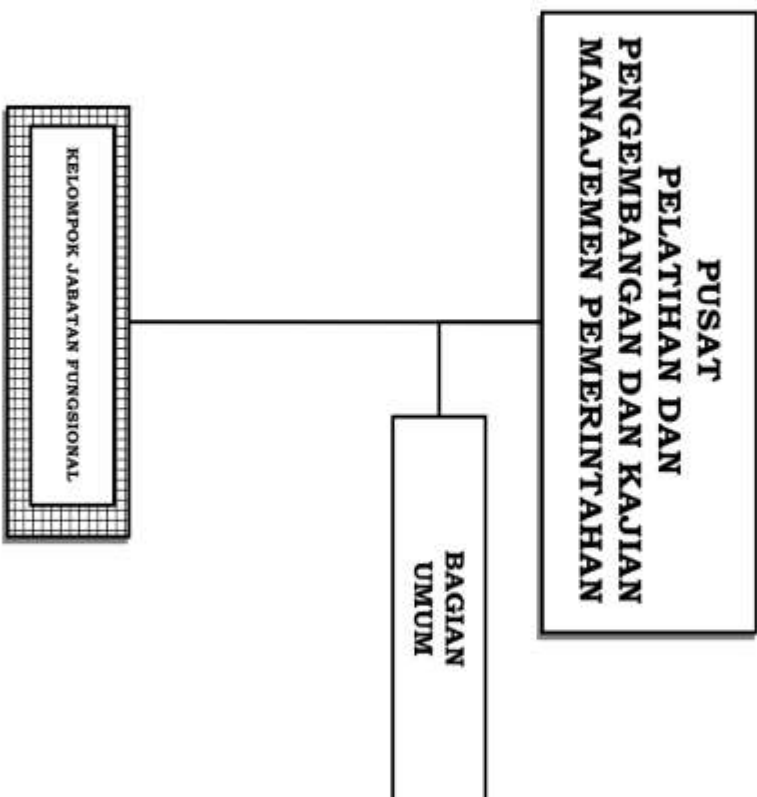 PUSAT
PELATIHAN DAN
PENGEMBANGAN DAN KAJIAN
MANAJEMEN PEMERINTAHAN
BAGIAN
UMUM
KELOMPOK JABATAN FUNGSIONAL